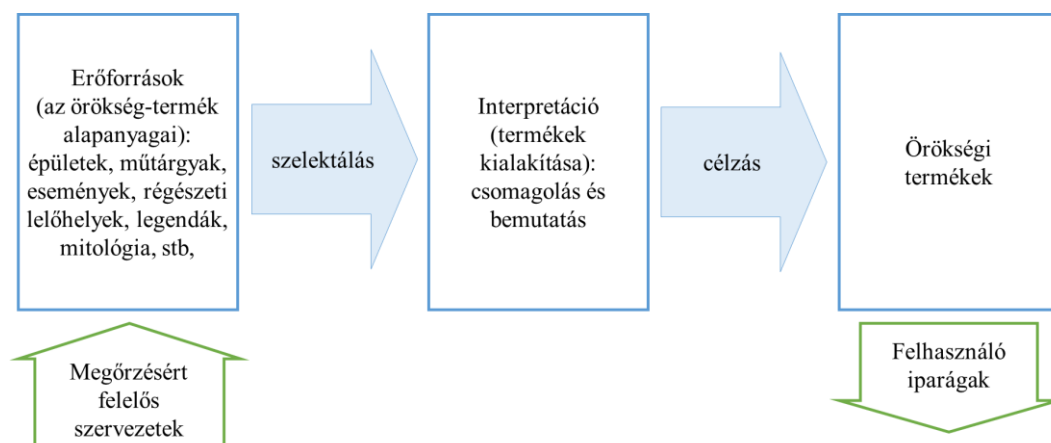 Erőforrások
(az örökség-termék
alapanyagai):
épületek, műtárgyak,
események, régészeti
lelőhelyek, legendák,
mitológia, stb,
szelektálás
Interpretáció
(termékek
kialakítása):
csomagolás és
bemutatás
célzás
Örökségi
termékek
Megőrzésért
felelős
szervezetek
Felhasználó
iparágak